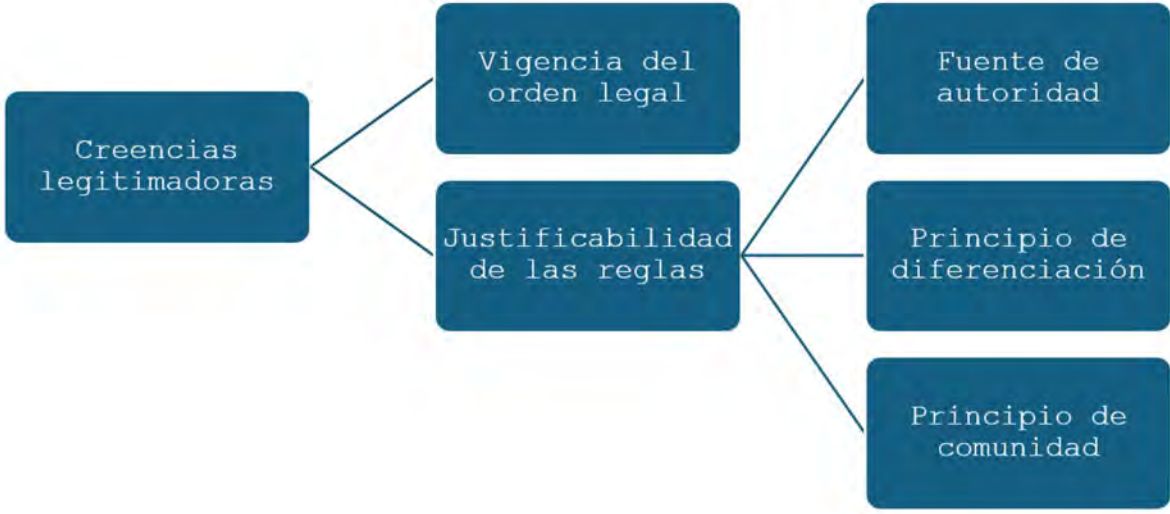 Creencias
legitimadoras
Vigencia del
orden legal
Justificabilidad
de las reglas
Fuente de
autoridad
Principio de
diferenciación
Principio de
comunidad